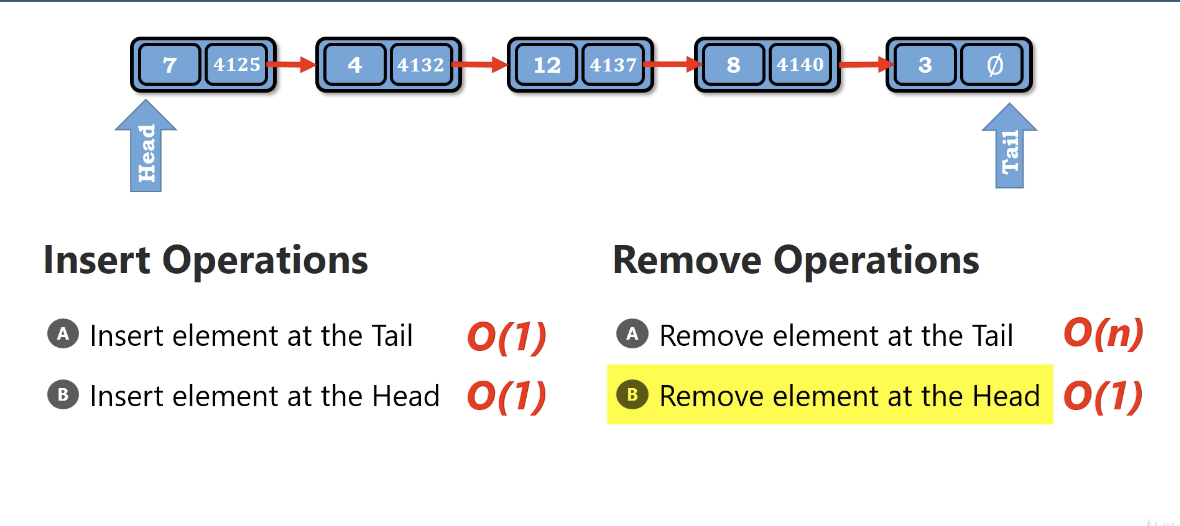 7 4125 4 4132 12 4137 8 4140 3 Ø
Head
Tail
Insert Operations
A Insert element at the Tail O(1)
B Insert element at the Head O(1)
Remove Operations
A Remove element at the Tail O(n)
B Remove element at the Head O(1)